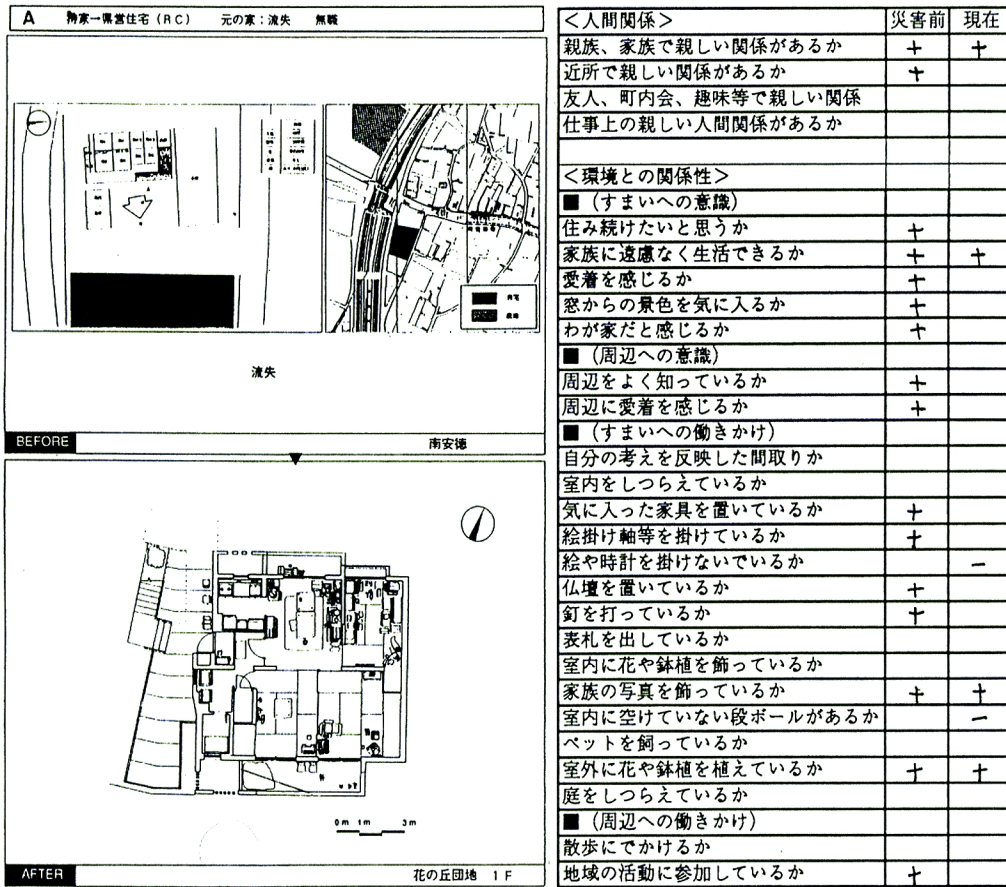 A 持家→県営住宅(RC) 元の家:流失 無職
流失
BEFORE 南安徳
0m 1m 3m
AFTER 花の丘団地 1F
<人間関係> 災害前 現在
親族、家族で親しい関係があるか + +
近所で親しい関係があるか +
友人、町内会、趣味等で親しい関係
仕事上の親しい人間関係があるか
<環境との関係性>
■(すまいへの意識)
住み続けたいと思うか +
家族に遠慮なく生活できるか + +
愛着を感じるか +
窓からの景色を気に入るか +
わが家だと感じるか +
■(周辺への意識)
周辺をよく知っているか +
周辺に愛着を感じるか +
■(すまいへの働きかけ)
自分の考えを反映した間取りか
室内をしつらえているか
気に入った家具を置いているか +
絵掛け軸等を掛けているか +
絵や時計を掛けないでいるか −
仏壇を置いているか +
釘を打っているか +
表札を出しているか
室内に花や鉢植を飾っているか
家族の写真を飾っているか + +
室内に空けていない段ボールがあるか −
ペットを飼っているか
室外に花や鉢植を植えているか + +
庭をしつらえているか
■(周辺への働きかけ)
散歩にでかけるか
地域の活動に参加しているか +